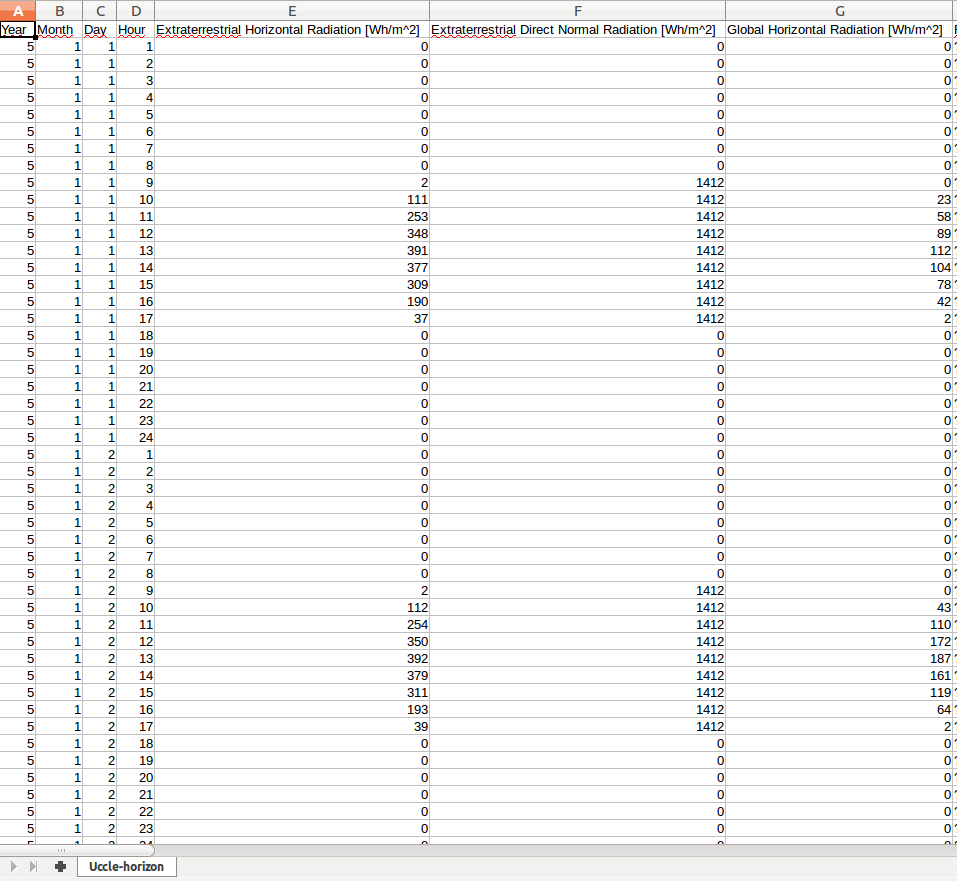 A B C D E F G
Year Month Day Hour Extraterrestrial Horizontal Radiation [Wh/m^2] Extraterrestrial Direct Normal Radiation [Wh/m^2] Global Horizontal Radiation [Wh/m^2]
5 1 1 1 0 0 0
5 1 1 2 0 0 0
5 1 1 3 0 0 0
5 1 1 4 0 0 0
5 1 1 5 0 0 0
5 1 1 6 0 0 0
5 1 1 7 0 0 0
5 1 1 8 0 0 0
5 1 1 9 2 1412 0
5 1 1 10 111 1412 23
5 1 1 11 253 1412 58
5 1 1 12 348 1412 89
5 1 1 13 391 1412 112
5 1 1 14 377 1412 104
5 1 1 15 309 1412 78
5 1 1 16 190 1412 42
5 1 1 17 37 1412 2
5 1 1 18 0 0 0
5 1 1 19 0 0 0
5 1 1 20 0 0 0
5 1 1 21 0 0 0
5 1 1 22 0 0 0
5 1 1 23 0 0 0
5 1 1 24 0 0 0
5 1 2 1 0 0 0
5 1 2 2 0 0 0
5 1 2 3 0 0 0
5 1 2 4 0 0 0
5 1 2 5 0 0 0
5 1 2 6 0 0 0
5 1 2 7 0 0 0
5 1 2 8 0 0 0
5 1 2 9 2 1412 0
5 1 2 10 112 1412 43
5 1 2 11 254 1412 110
5 1 2 12 350 1412 172
5 1 2 13 392 1412 187
5 1 2 14 379 1412 161
5 1 2 15 311 1412 119
5 1 2 16 193 1412 64
5 1 2 17 39 1412 2
5 1 2 18 0 0 0
5 1 2 19 0 0 0
5 1 2 20 0 0 0
5 1 2 21 0 0 0
5 1 2 22 0 0 0
5 1 2 23 0 0 0
Uccle-horizon